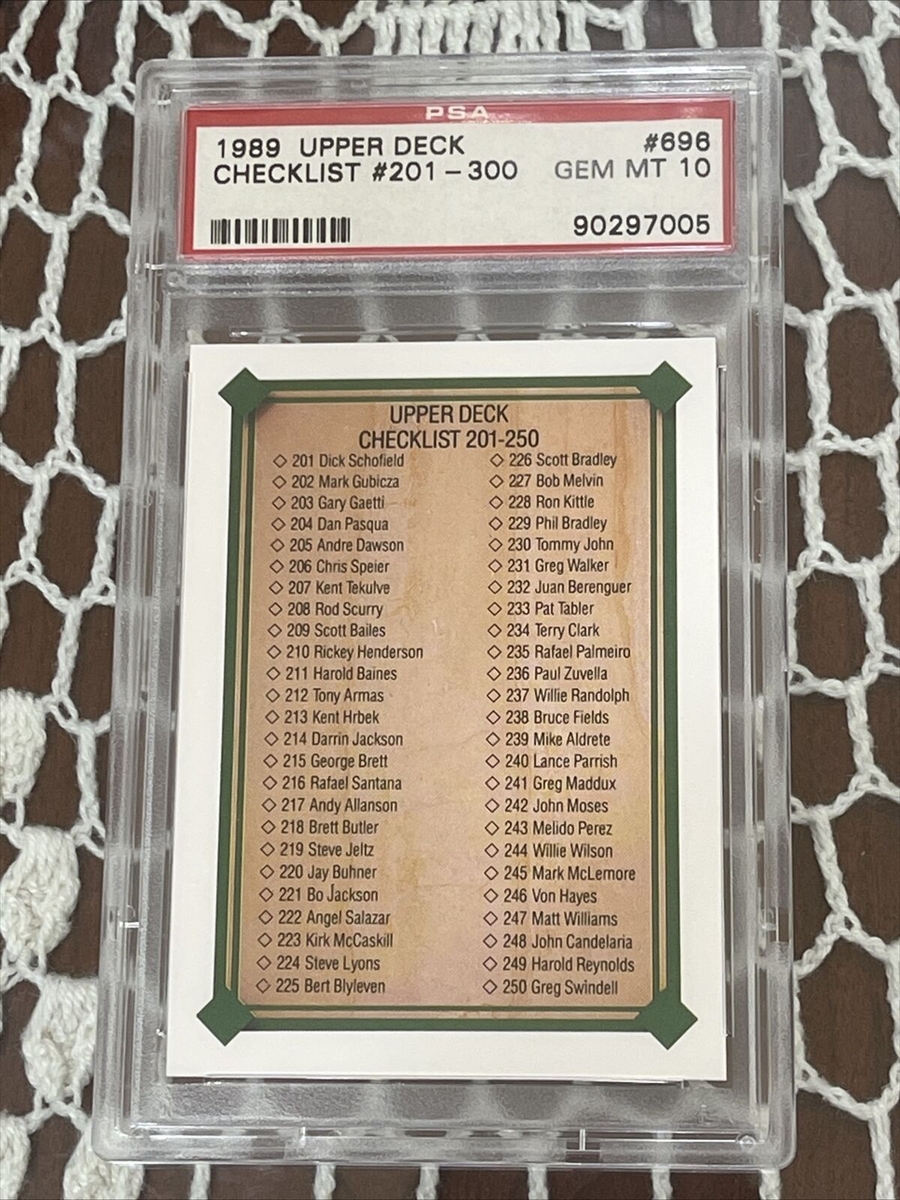 PSA
1989 UPPER DECK #696
CHECKLIST #201-300 GEM MT 10
90297005
UPPER DECK
CHECKLIST 201-250
201 Dick Schofield
202 Mark Gubicza
203 Gary Gaetti
204 Dan Pasqua
205 Andre Dawson
206 Chris Speier
207 Kent Tekulve
208 Rod Scurry
209 Scott Bailes
210 Rickey Henderson
211 Harold Baines
212 Tony Armas
213 Kent Hrbek
214 Darrin Jackson
215 George Brett
216 Rafael Santana
217 Andy Allanson
218 Brett Butler
219 Steve Jeltz
220 Jay Buhner
221 Bo Jackson
222 Angel Salazar
223 Kirk McCaskill
224 Steve Lyons
225 Bert Blyleven
226 Scott Bradley
227 Bob Melvin
228 Ron Kittle
229 Phil Bradley
230 Tommy John
231 Greg Walker
232 Juan Berenguer
233 Pat Tabler
234 Terry Clark
235 Rafael Palmeiro
236 Paul Zuvella
237 Willie Randolph
238 Bruce Fields
239 Mike Aldrete
240 Lance Parrish
241 Greg Maddux
242 John Moses
243 Melido Perez
244 Willie Wilson
245 Mark McLemore
246 Von Hayes
247 Matt Williams
248 John Candelaria
249 Harold Reynolds
250 Greg Swindell